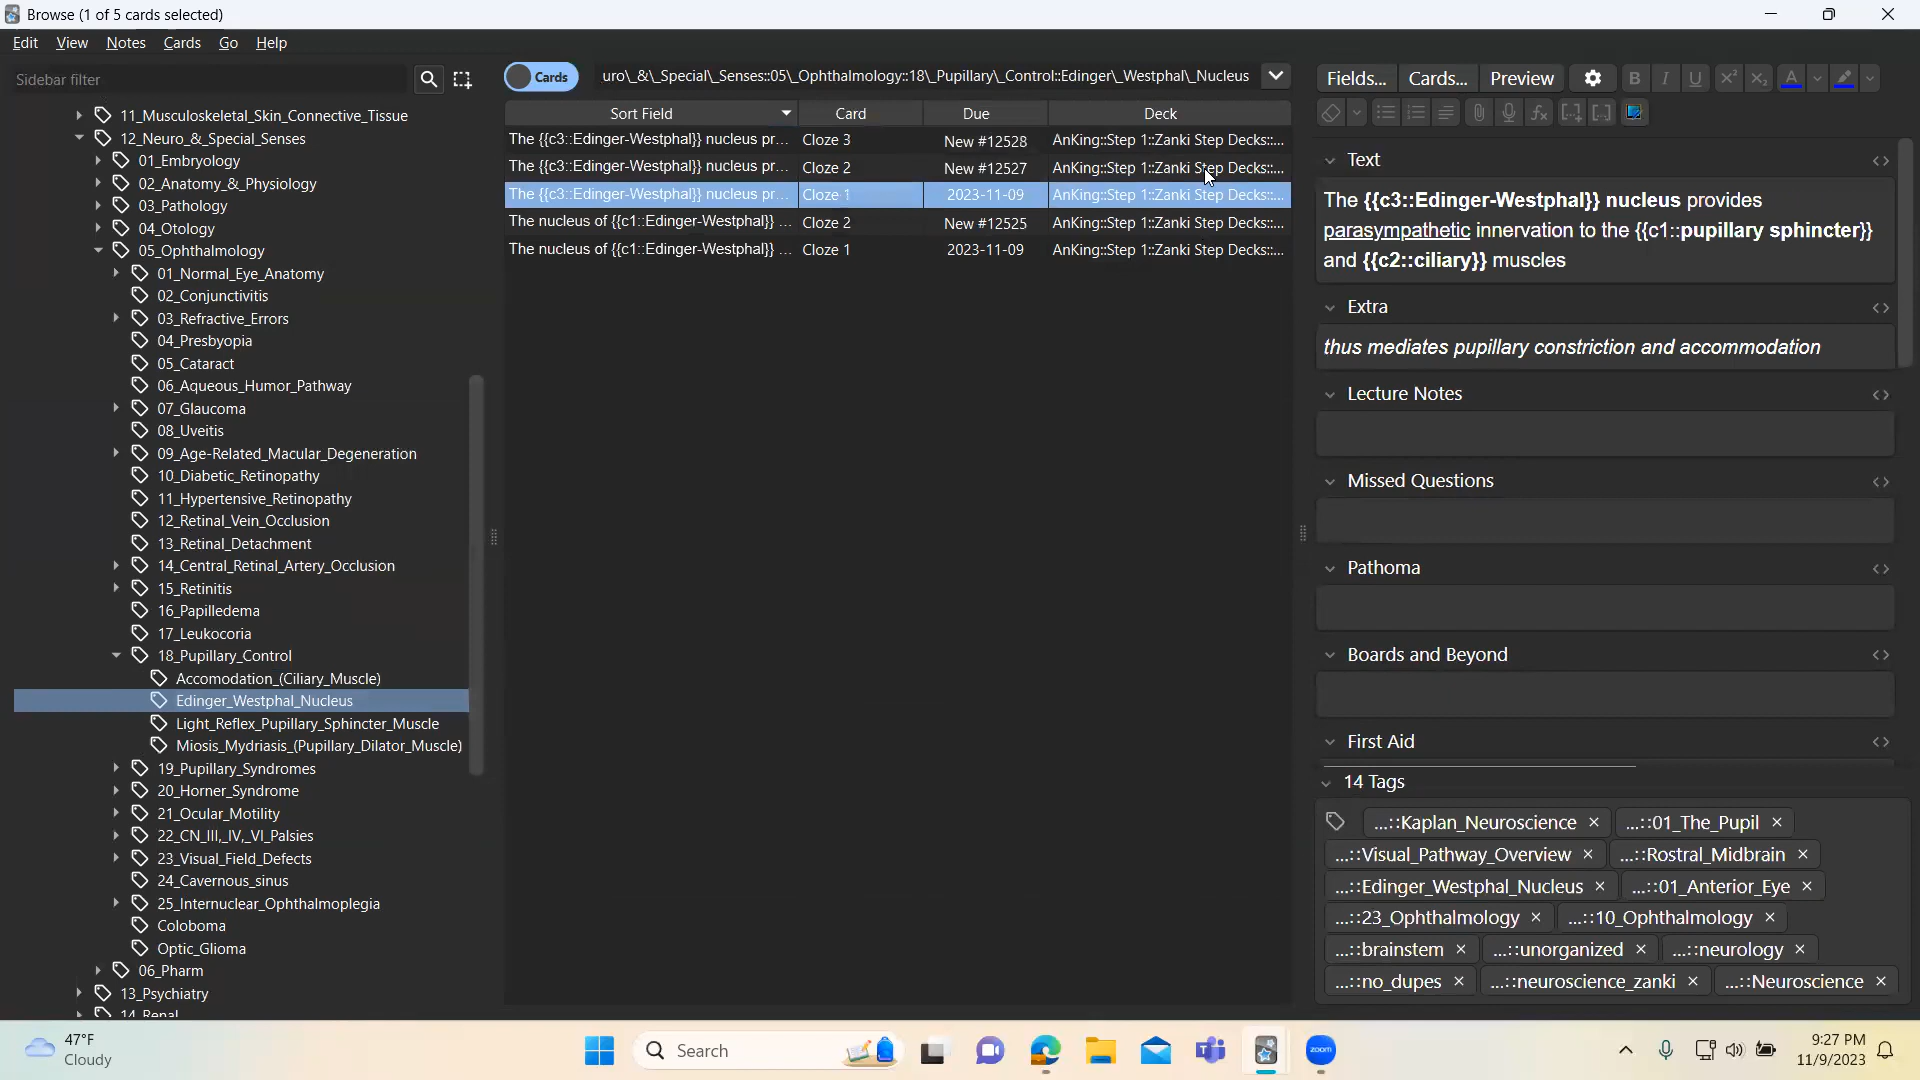 Browse (1 of 5 cards selected)
Edit View Notes Cards Go Help
Sidebar filter
11_Musculoskeletal_Skin_Connective_Tissue
12_Neuro_&_Special_Senses
01_Embryology
02_Anatomy_&_Physiology
03_Pathology
04_Otology
05_Ophthalmology
01_Normal_Eye_Anatomy
02_Conjunctivitis
03_Refractive_Errors
04_Presbyopia
05_Cataract
06_Aqueous_Humor_Pathway
07_Glaucoma
08_Uveitis
09_Age-Related_Macular_Degeneration
10_Diabetic_Retinopathy
11_Hypertensive_Retinopathy
12_Retinal_Vein_Occlusion
13_Retinal_Detachment
14_Central_Retinal_Artery_Occlusion
15_Retinitis
16_Papilledema
17_Leukocoria
18_Pupillary_Control
Accomodation_(Ciliary_Muscle)
Edinger_Westphal_Nucleus
Light_Reflex_Pupillary_Sphincter_Muscle
Miosis_Mydriasis_(Pupillary_Dilator_Muscle)
19_Pupillary_Syndromes
20_Horner_Syndrome
21_Ocular_Motility
22_CN_III,_IV,_VI_Palsies
23_Visual_Field_Defects
24_Cavernous_sinus
25_Internuclear_Ophthalmoplegia
Coloboma
Optic_Glioma
06_Pharm
13_Psychiatry
14_Renal
Cards uro\_&\_Special\_Senses::05\_Ophthalmology::18\_Pupillary\_Control::Edinger\_Westphal\_Nucleus
Sort Field Card Due Deck
The {{c3::Edinger-Westphal}} nucleus pr... Cloze 3 New #12528 AnKing::Step 1::Zanki Step Decks::...
The {{c3::Edinger-Westphal}} nucleus pr... Cloze 2 New #12527 AnKing::Step 1::Zanki Step Decks::...
The {{c3::Edinger-Westphal}} nucleus pr... Cloze 1 2023-11-09 AnKing::Step 1::Zanki Step Decks::...
The nucleus of {{c1::Edinger-Westphal}} ... Cloze 2 New #12525 AnKing::Step 1::Zanki Step Decks::...
The nucleus of {{c1::Edinger-Westphal}} ... Cloze 1 2023-11-09 AnKing::Step 1::Zanki Step Decks::...
Fields... Cards... Preview B I U X² X₂ A
fx [...] [...]
Text
The {{c3::Edinger-Westphal}} nucleus provides
parasympathetic innervation to the {{c1::pupillary sphincter}}
and {{c2::ciliary}} muscles
Extra
thus mediates pupillary constriction and accommodation
Lecture Notes
Missed Questions
Pathoma
Boards and Beyond
First Aid
14 Tags
...::Kaplan_Neuroscience × ...::01_The_Pupil ×
...::Visual_Pathway_Overview × ...::Rostral_Midbrain ×
...::Edinger_Westphal_Nucleus × ...::01_Anterior_Eye ×
...::23_Ophthalmology × ...::10_Ophthalmology ×
...::brainstem × ...::unorganized × ...::neurology ×
...::no_dupes × ...::neuroscience_zanki × ...::Neuroscience ×
47°F
Cloudy
Search
zoom
9:27 PM
11/9/2023